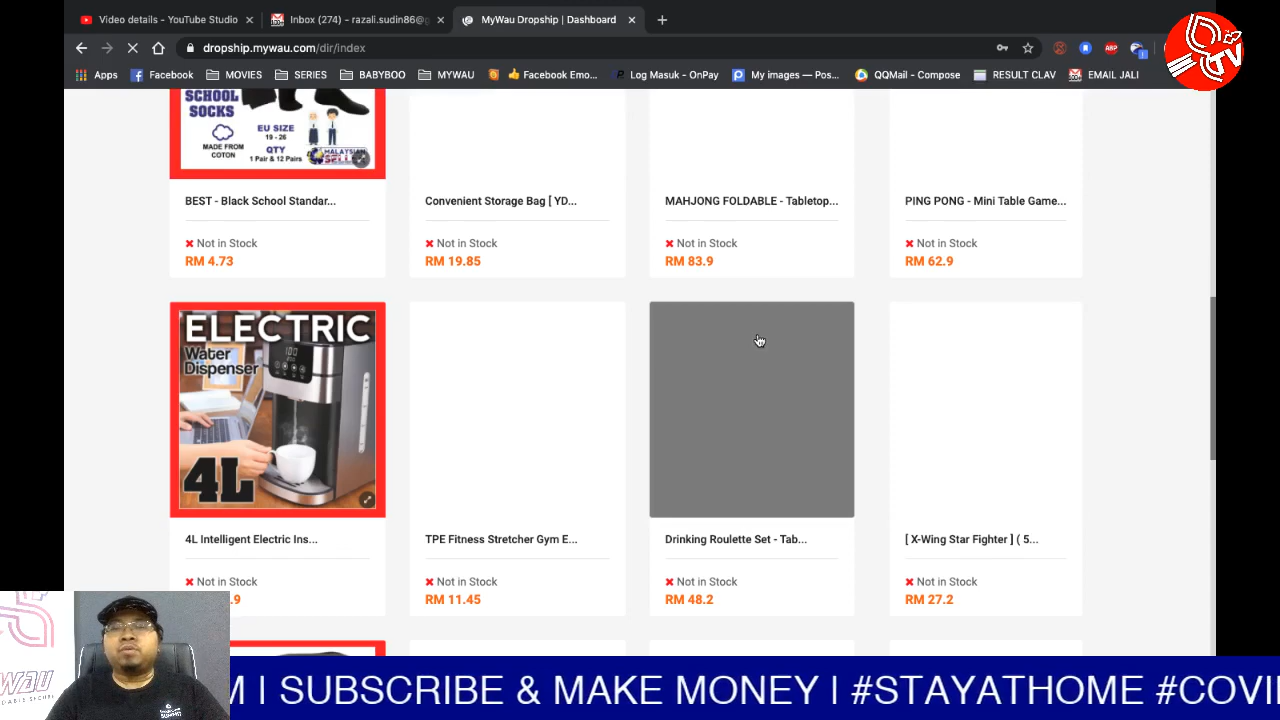 Video details - YouTube Studio
Inbox (274) - razali.sudin86@g
MyWau Dropship | Dashboard
dropship.mywau.com/dir/index
ABP
Apps
Facebook
MOVIES
SERIES
BABYBOO
MYWAU
👍 Facebook Emo...
Log Masuk - OnPay
My images — Pos...
QQMail - Compose
RESULT CLAV
EMAIL JALI
TV
SCHOOL
SOCKS
MADE FROM
COTON
EU SIZE
19 - 26
QTY
1 Pair & 12 Pairs
MALAYSIAN
SELL
BEST - Black School Standar...
Convenient Storage Bag [ YD...
MAHJONG FOLDABLE - Tabletop...
PING PONG - Mini Table Game...
Not in Stock
Not in Stock
Not in Stock
Not in Stock
RM 4.73
RM 19.85
RM 83.9
RM 62.9
ELECTRIC
Water
Dispenser
4L
4L Intelligent Electric Ins...
TPE Fitness Stretcher Gym E...
Drinking Roulette Set - Tab...
[ X-Wing Star Fighter ] ( 5...
Not in Stock
Not in Stock
Not in Stock
Not in Stock
.9
RM 11.45
RM 48.2
RM 27.2
M | SUBSCRIBE & MAKE MONEY | #STAYATHOME #COVI
SUMMIT